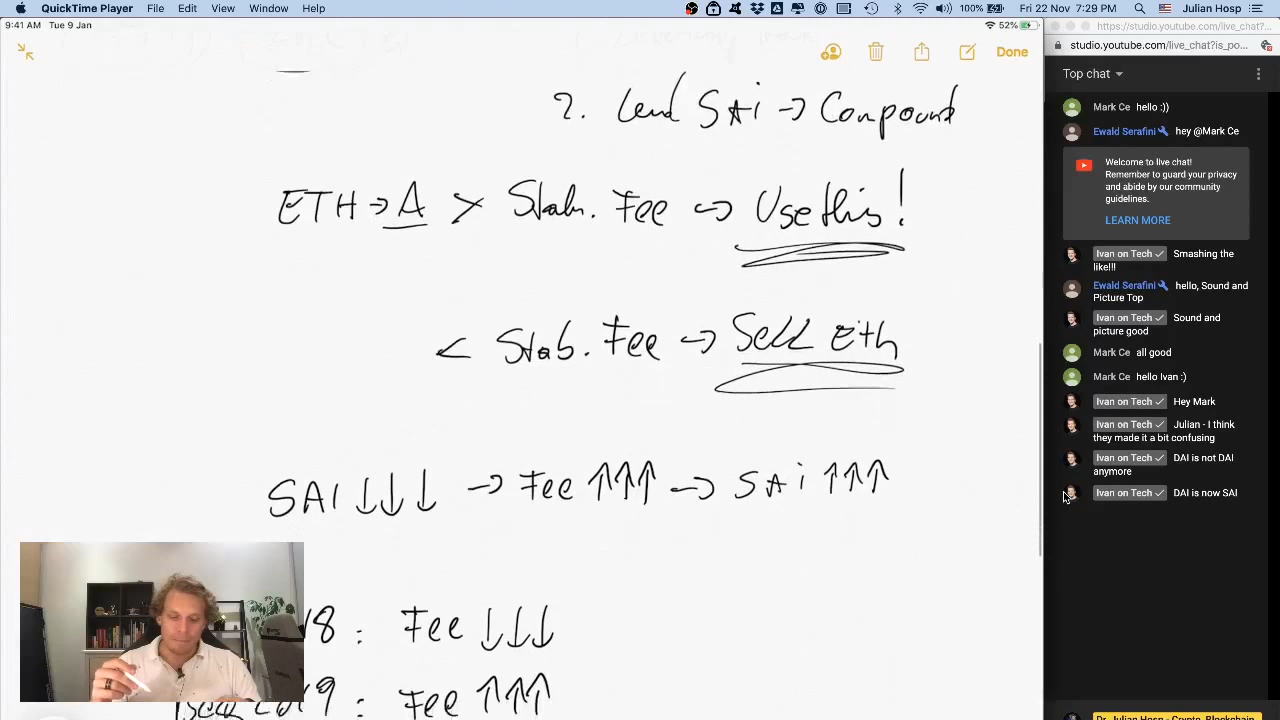 QuickTime Player File Edit View Window Help 100% Fri 22 Nov 7:29 PM Julian Hosp
9:41 AM Tue 9 Jan 52%
Done
2. Lend SAi → Compound
ETH → A > Stab. Fee → Use this!
< Stab. Fee → Sell Eth
SAI ↓↓↓ → Fee ↑↑↑ → SAi ↑↑↑
18 : Fee ↓↓↓
2019 : Fee ↑↑↑
https://studio.youtube.com/live_chat?...
studio.youtube.com/live_chat?is_po...
Top chat
Mark Ce hello :))
Ewald Serafini hey @Mark Ce
Welcome to live chat!
Remember to guard your privacy
and abide by our community
guidelines.
LEARN MORE
Ivan on Tech ✓ Smashing the
like!!!
Ewald Serafini hello, Sound and
Picture Top
Ivan on Tech ✓ Sound and
picture good
Mark Ce all good
Mark Ce hello Ivan :)
Ivan on Tech ✓ Hey Mark
Ivan on Tech ✓ Julian - I think
they made it a bit confusing
Ivan on Tech ✓ DAI is not DAI
anymore
Ivan on Tech ✓ DAI is now SAI
Dr. Julian Hosp - Crypto, Blockchain